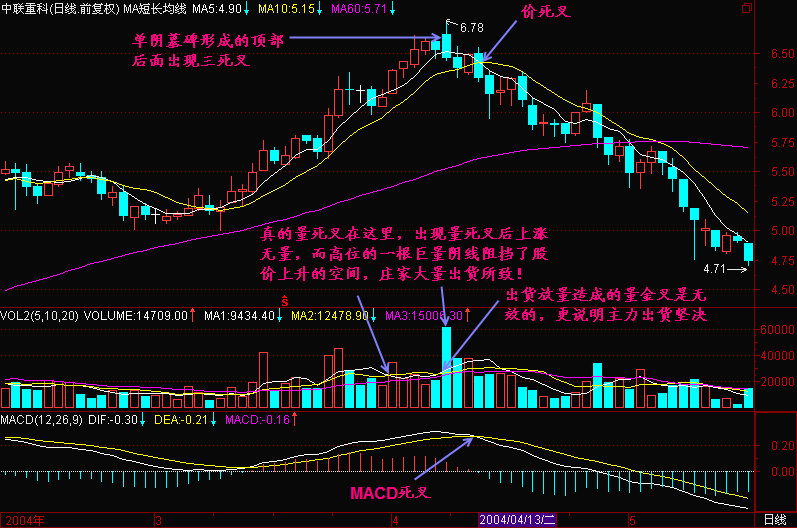 中联重科(日线.前复权) MA短长均线 MA5:4.90↓ MA10:5.15↓ MA60:5.71↓
6.78
价死叉
单阴墓碑形成的顶部
后面出现三死叉
6.50
6.25
6.00
5.75
5.50
5.25
5.00
4.75
4.50
真的量死叉在这里，出现量死叉后上涨
无量，而高位的一根巨量阴线阻挡了股
价上升的空间，庄家大量出货所致！
4.71
出货放量造成的量金叉是无
效的，更说明主力出货坚决
ŝ
VOL2(5,10,20) VOLUME:14709.00↑ MA1:9434.40↓ MA2:12478.90↓ MA3:15006.30↑
60000
40000
20000
MACD(12,26,9) DIF:-0.30↓ DEA:-0.21↓ MACD:-0.16↑
0.20
0.00
MACD死叉
2004年 3 4 2004/04/13/二 5 日线